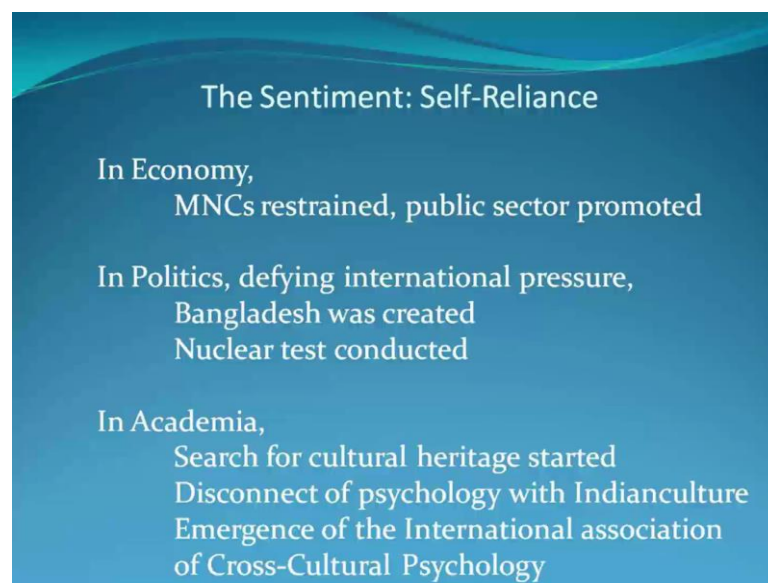 The Sentiment: Self-Reliance
In Economy,
MNCs restrained, public sector promoted
In Politics, defying international pressure,
Bangladesh was created
Nuclear test conducted
In Academia,
Search for cultural heritage started
Disconnect of psychology with Indianculture
Emergence of the International association
of Cross-Cultural Psychology